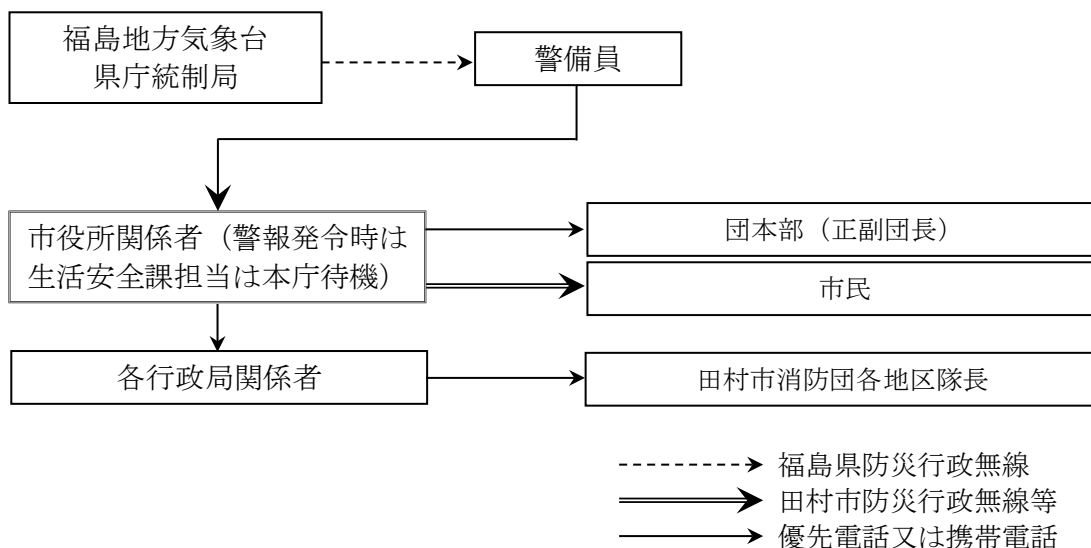 福島地方気象台
県庁統制局
警備員
市役所関係者（警報発令時は
生活安全課担当は本庁待機）
団本部（正副団長）
市民
各行政局関係者
田村市消防団各地区隊長
福島県防災行政無線
田村市防災行政無線等
優先電話又は携帯電話